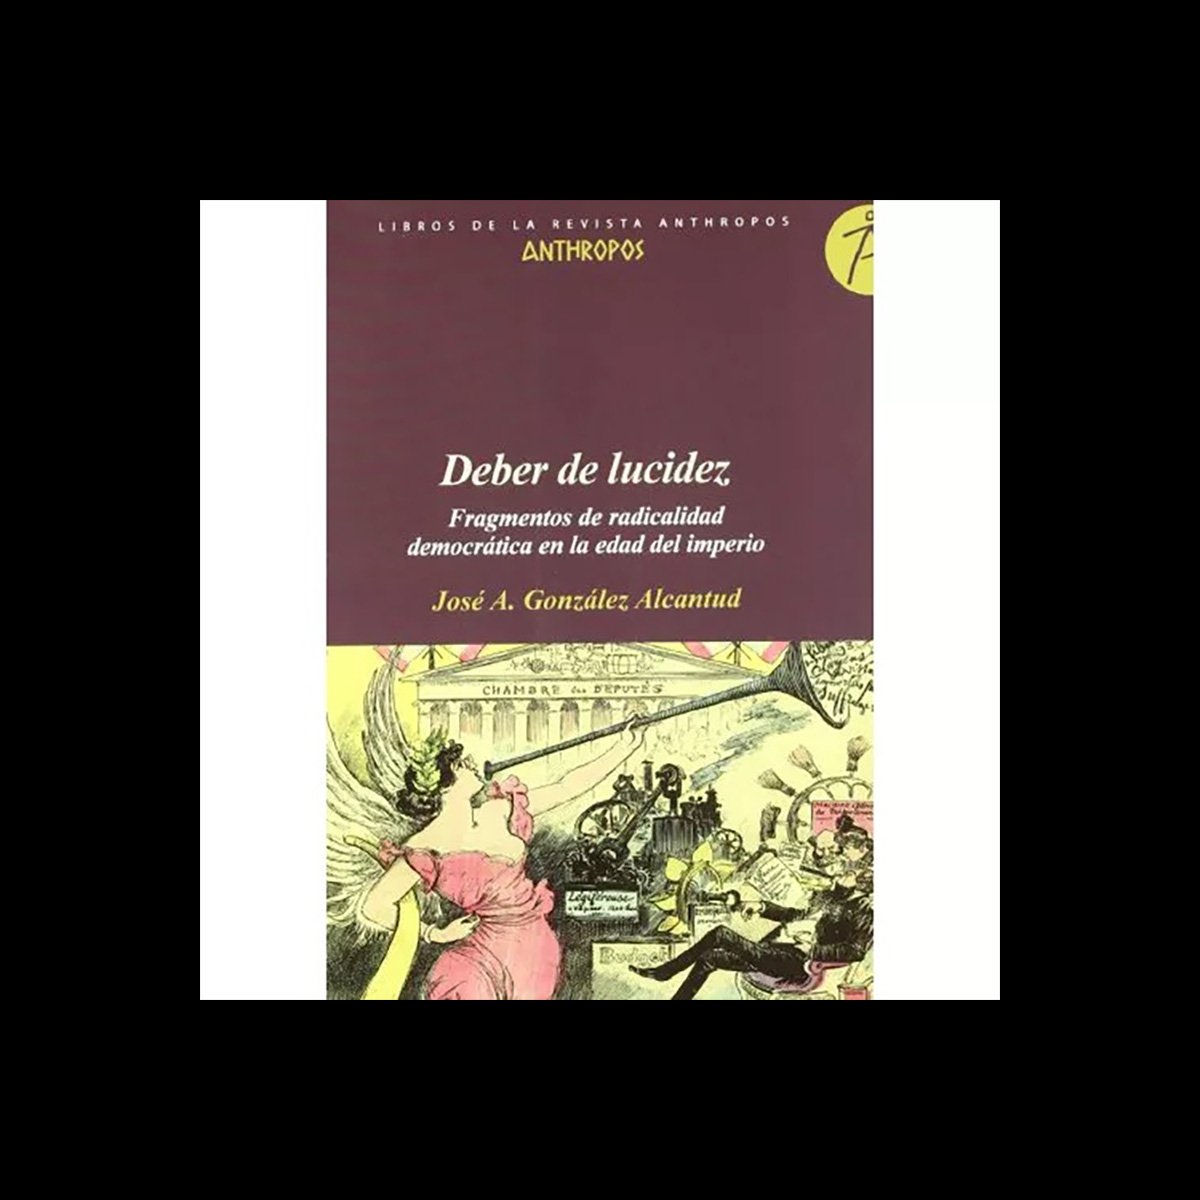 LIBROS DE LA REVISTA ANTHROPOS
ANTHROPOS
Deber de lucidez
Fragmentos de radicalidad
democrática en la edad del imperio
José A. González Alcantud
CHAMBRE des DEPUTÉS
Légiféreuse
Budget